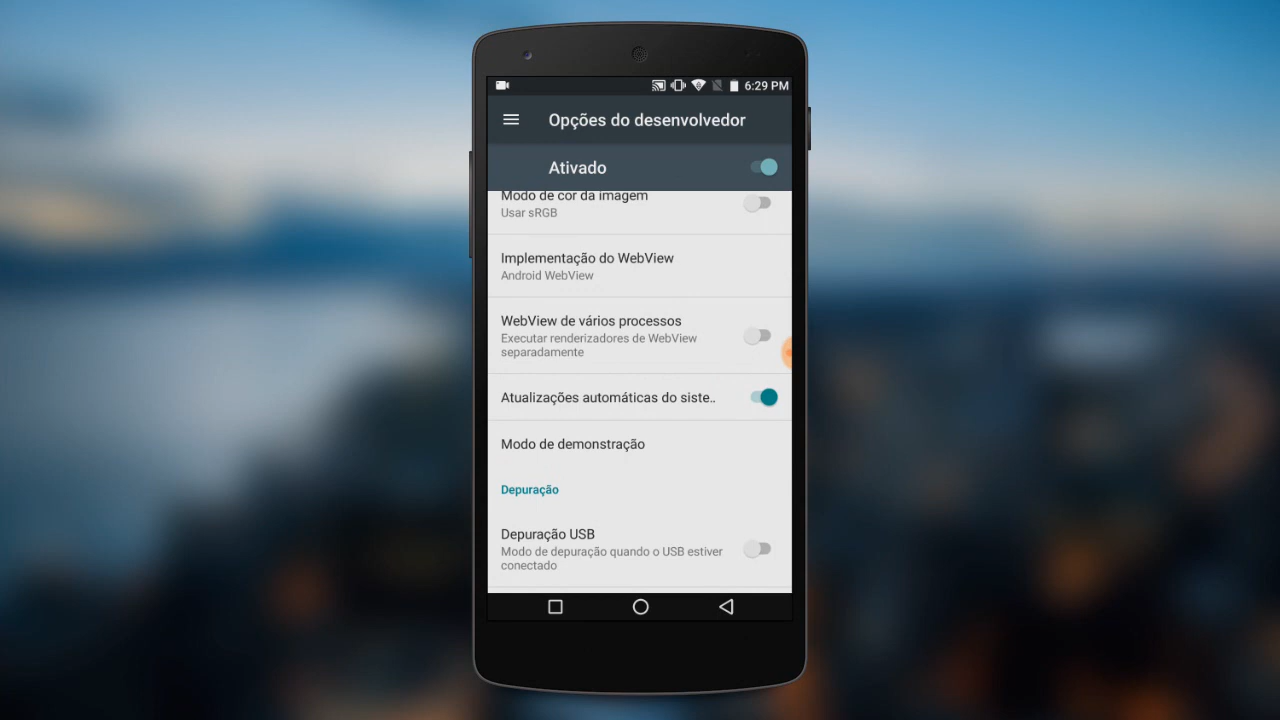 6:29 PM
Opções do desenvolvedor
Ativado
Modo de cor da imagem
Usar sRGB
Implementação do WebView
Android WebView
WebView de vários processos
Executar renderizadores de WebView
separadamente
Atualizações automáticas do siste..
Modo de demonstração
Depuração
Depuração USB
Modo de depuração quando o USB estiver
conectado